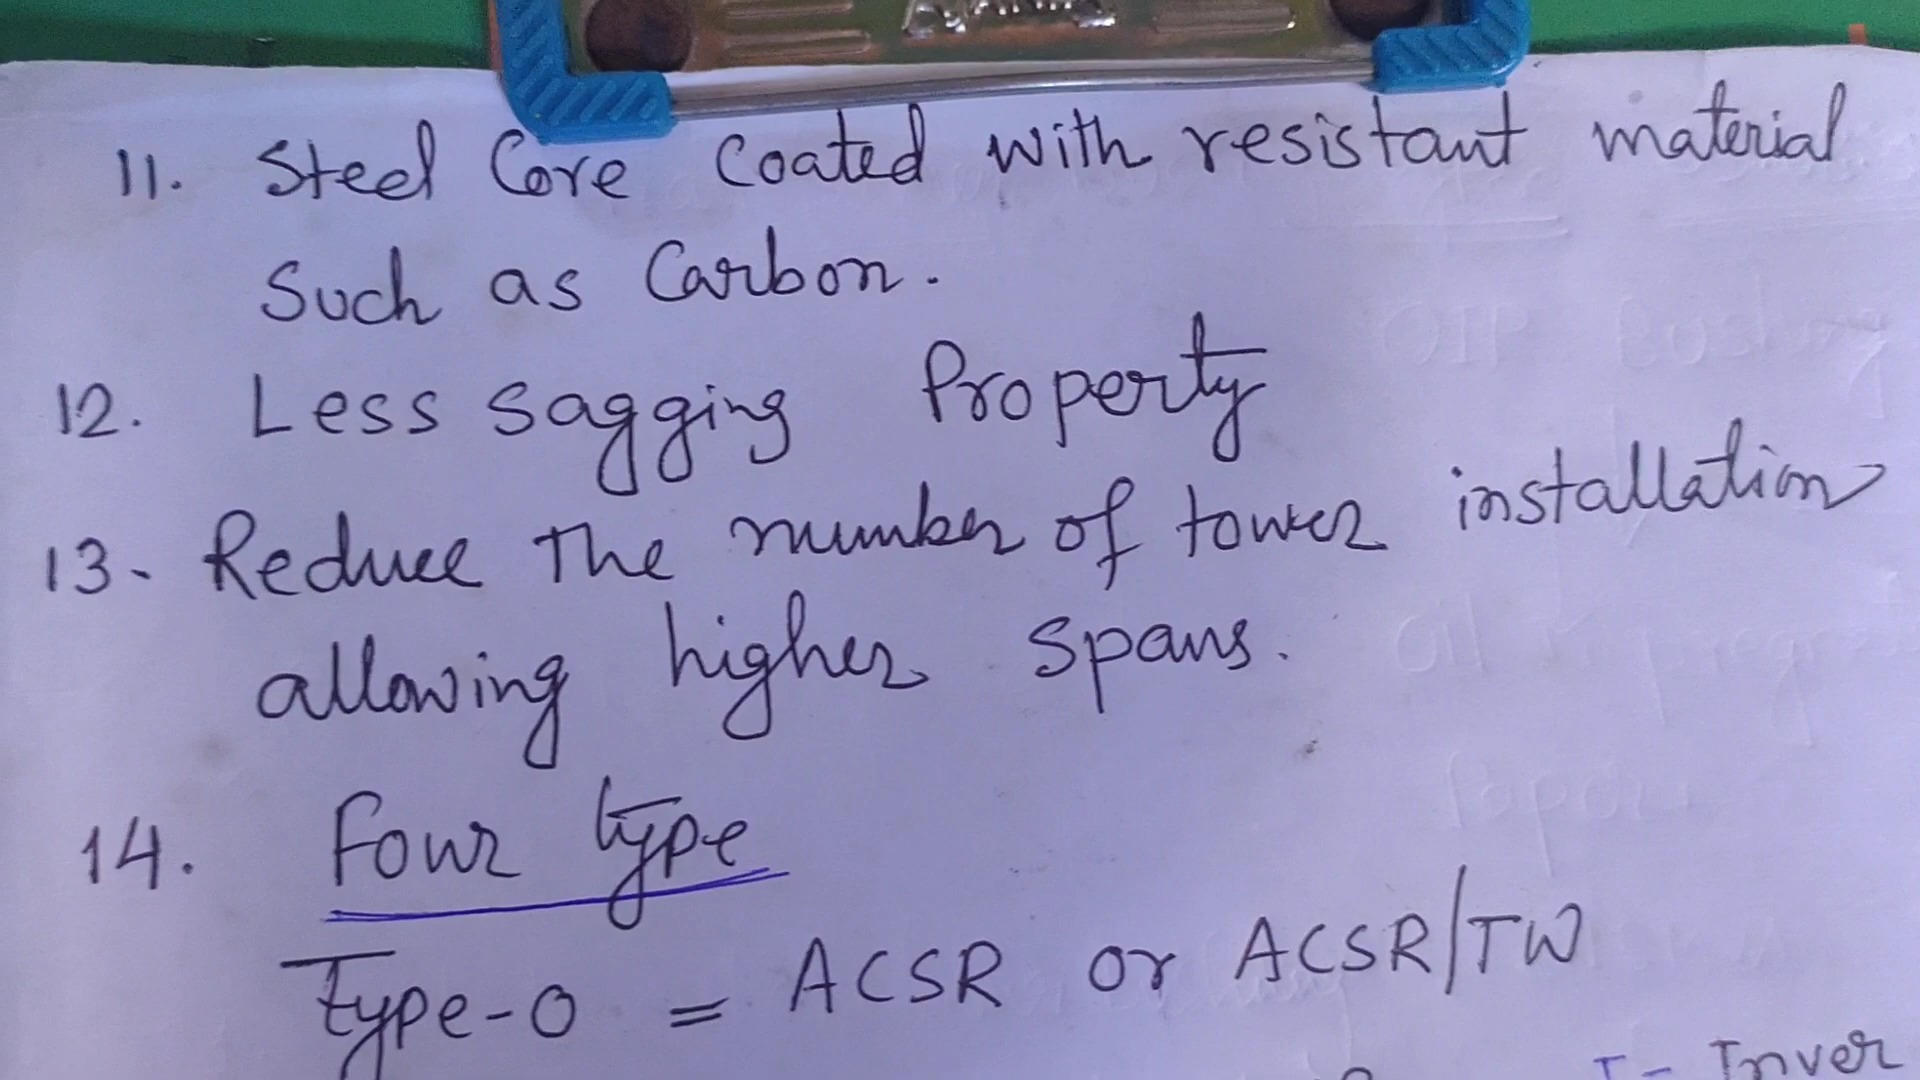 11. Steel Core Coated with resistant material
Such as Carbon.
12. Less sagging Property
13. Reduce The number of tower installation
allowing higher spans.
14. Four type
Type-0 = ACSR or ACSR/TW
I - Inver